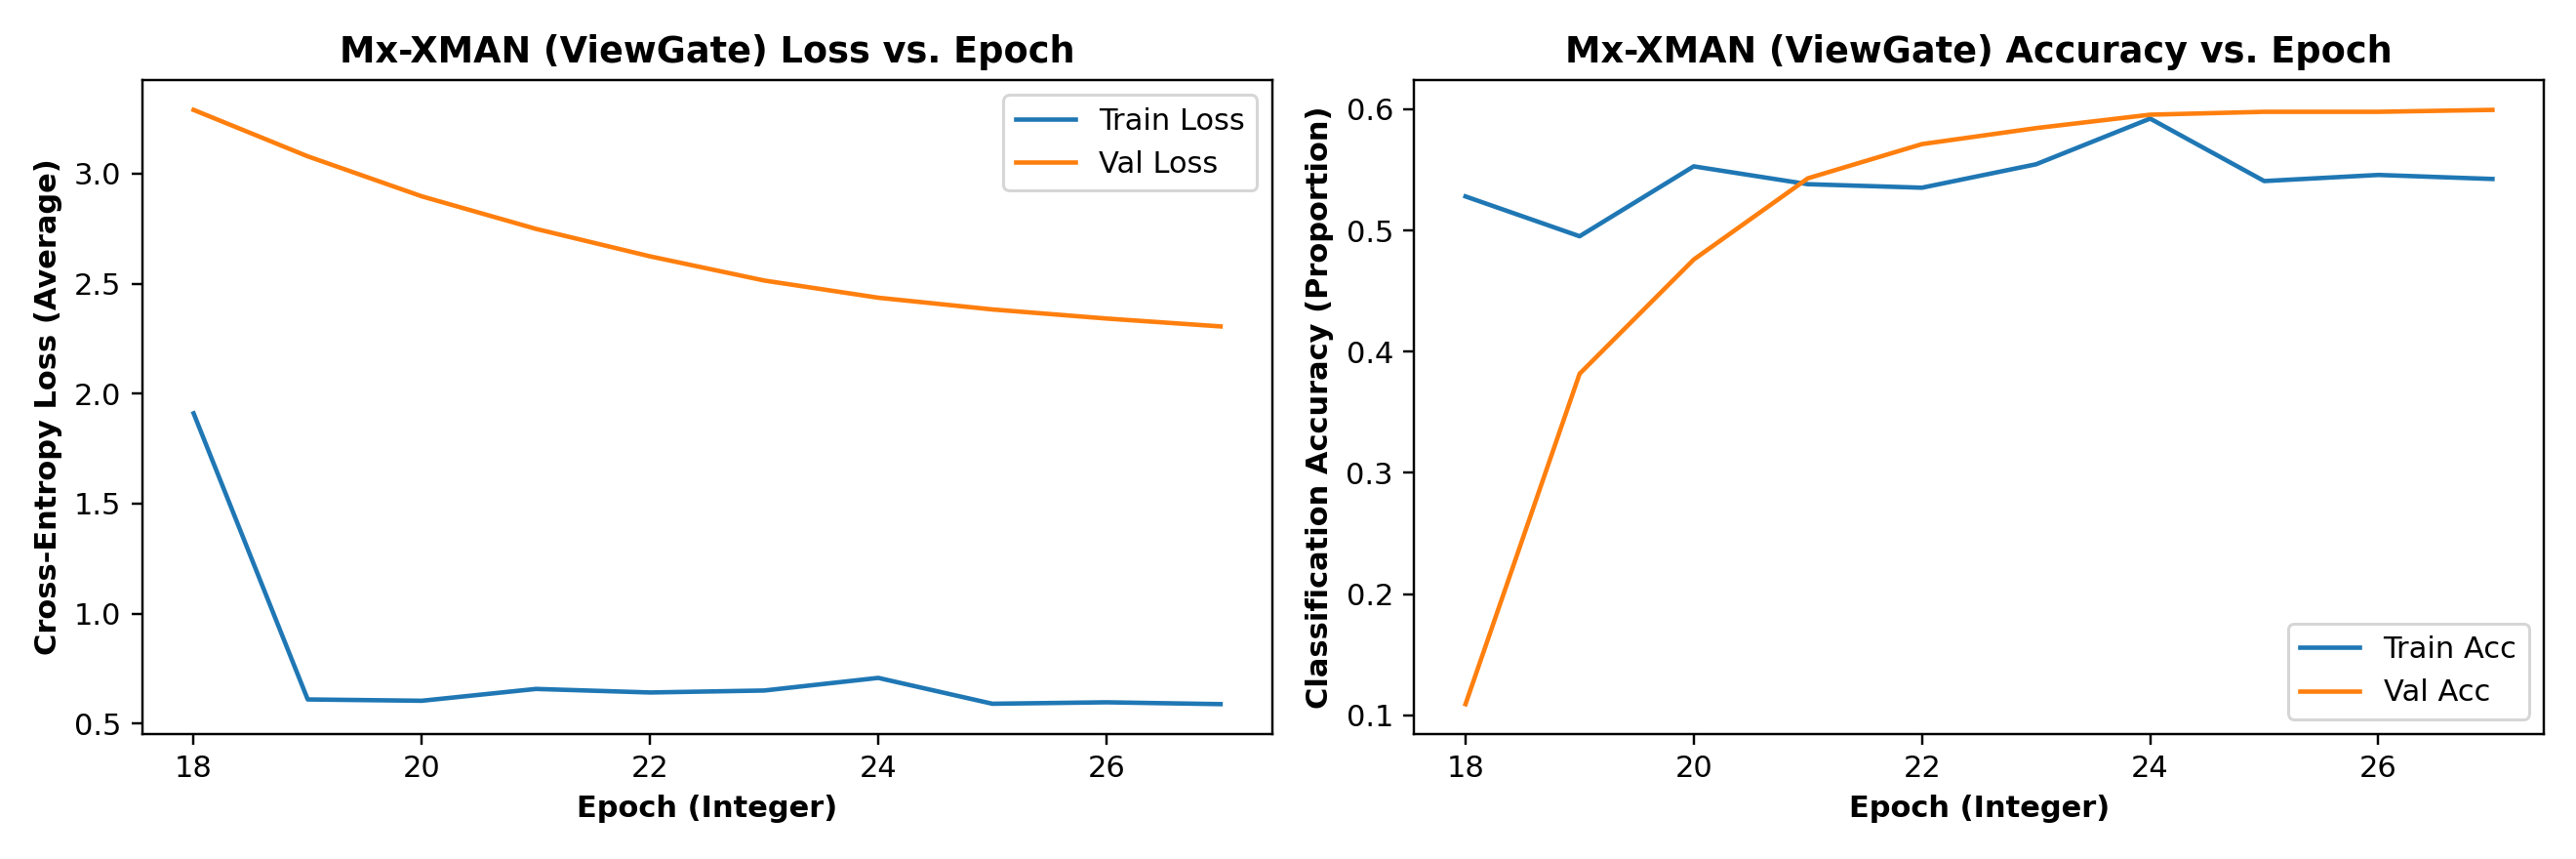 Mx-XMAN (ViewGate) Loss vs. Epoch
Cross-Entropy Loss (Average)
3.0
2.5
2.0
1.5
1.0
0.5
Train Loss
Val Loss
18 20 22 24 26
Epoch (Integer)
Mx-XMAN (ViewGate) Accuracy vs. Epoch
Classification Accuracy (Proportion)
0.6
0.5
0.4
0.3
0.2
0.1
Train Acc
Val Acc
18 20 22 24 26
Epoch (Integer)